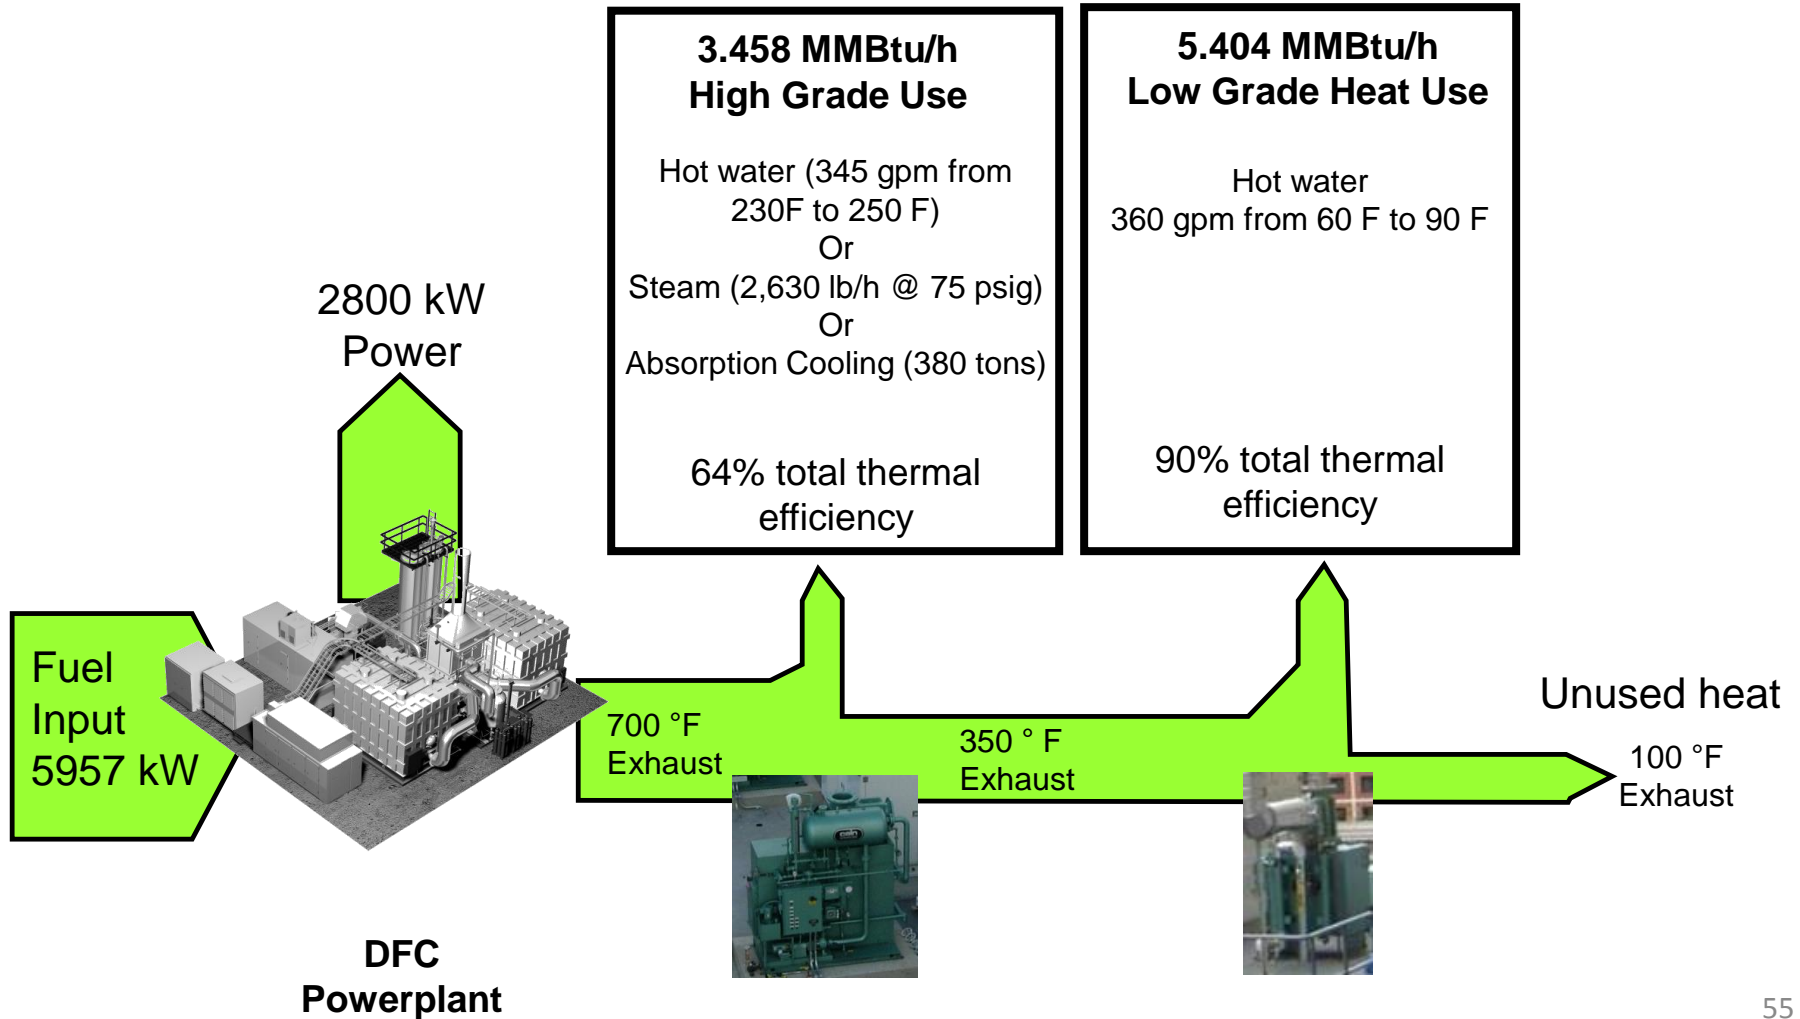 3.458 MMBtu/h
High Grade Use
Hot water (345 gpm from
230F to 250 F)
Or
Steam (2,630 lb/h @ 75 psig)
Or
Absorption Cooling (380 tons)
64% total thermal
efficiency
5.404 MMBtu/h
Low Grade Heat Use
Hot water
360 gpm from 60 F to 90 F
90% total thermal
efficiency
2800 kW
Power
Fuel
Input
5957 kW
700 °F
Exhaust
350 ° F
Exhaust
Unused heat
100 °F
Exhaust
DFC
Powerplant
55